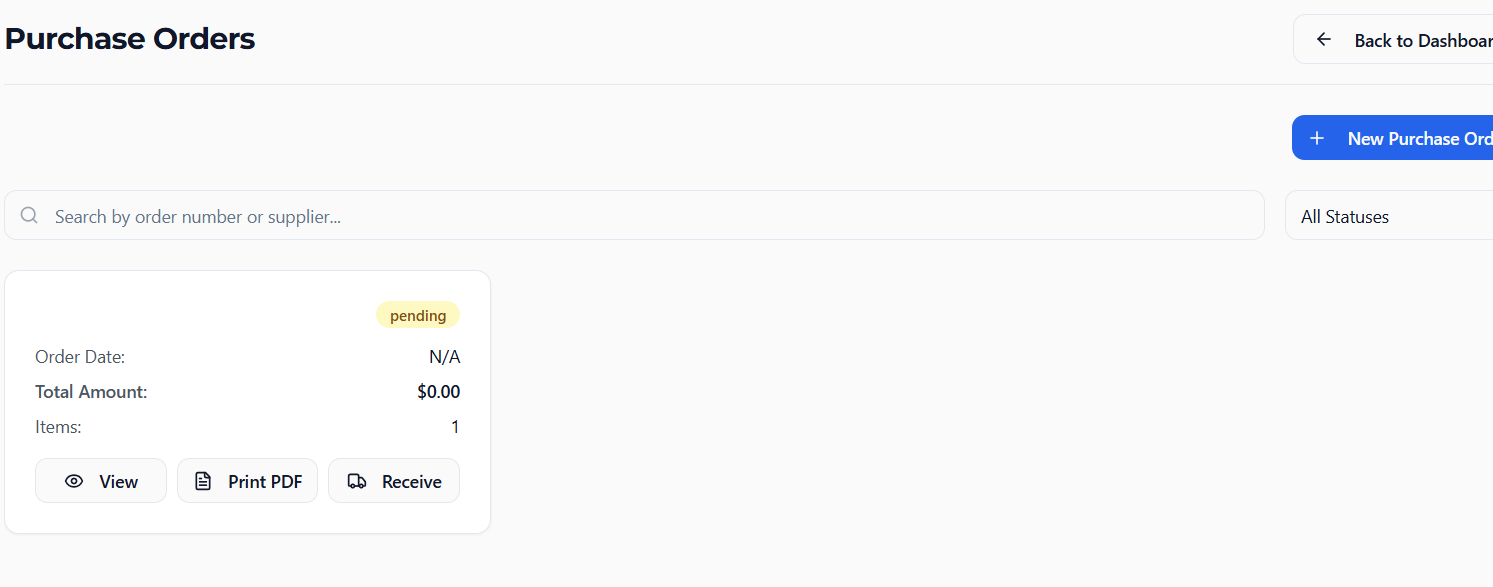 Purchase Orders
Back to Dashboar
New Purchase Ord
Search by order number or supplier...
All Statuses
pending
Order Date: N/A
Total Amount: $0.00
Items: 1
View Print PDF Receive